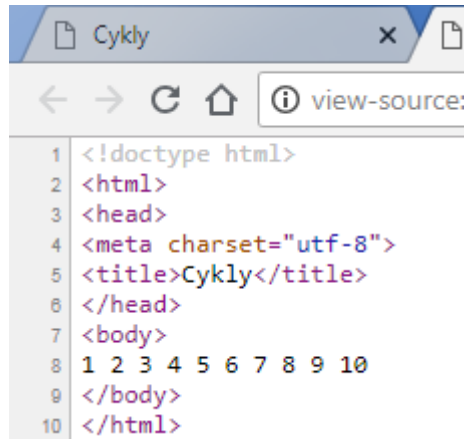 Cykly
view-source:
1 <!doctype html>
2 <html>
3 <head>
4 <meta charset="utf-8">
5 <title>Cykly</title>
6 </head>
7 <body>
8 1 2 3 4 5 6 7 8 9 10
9 </body>
10 </html>